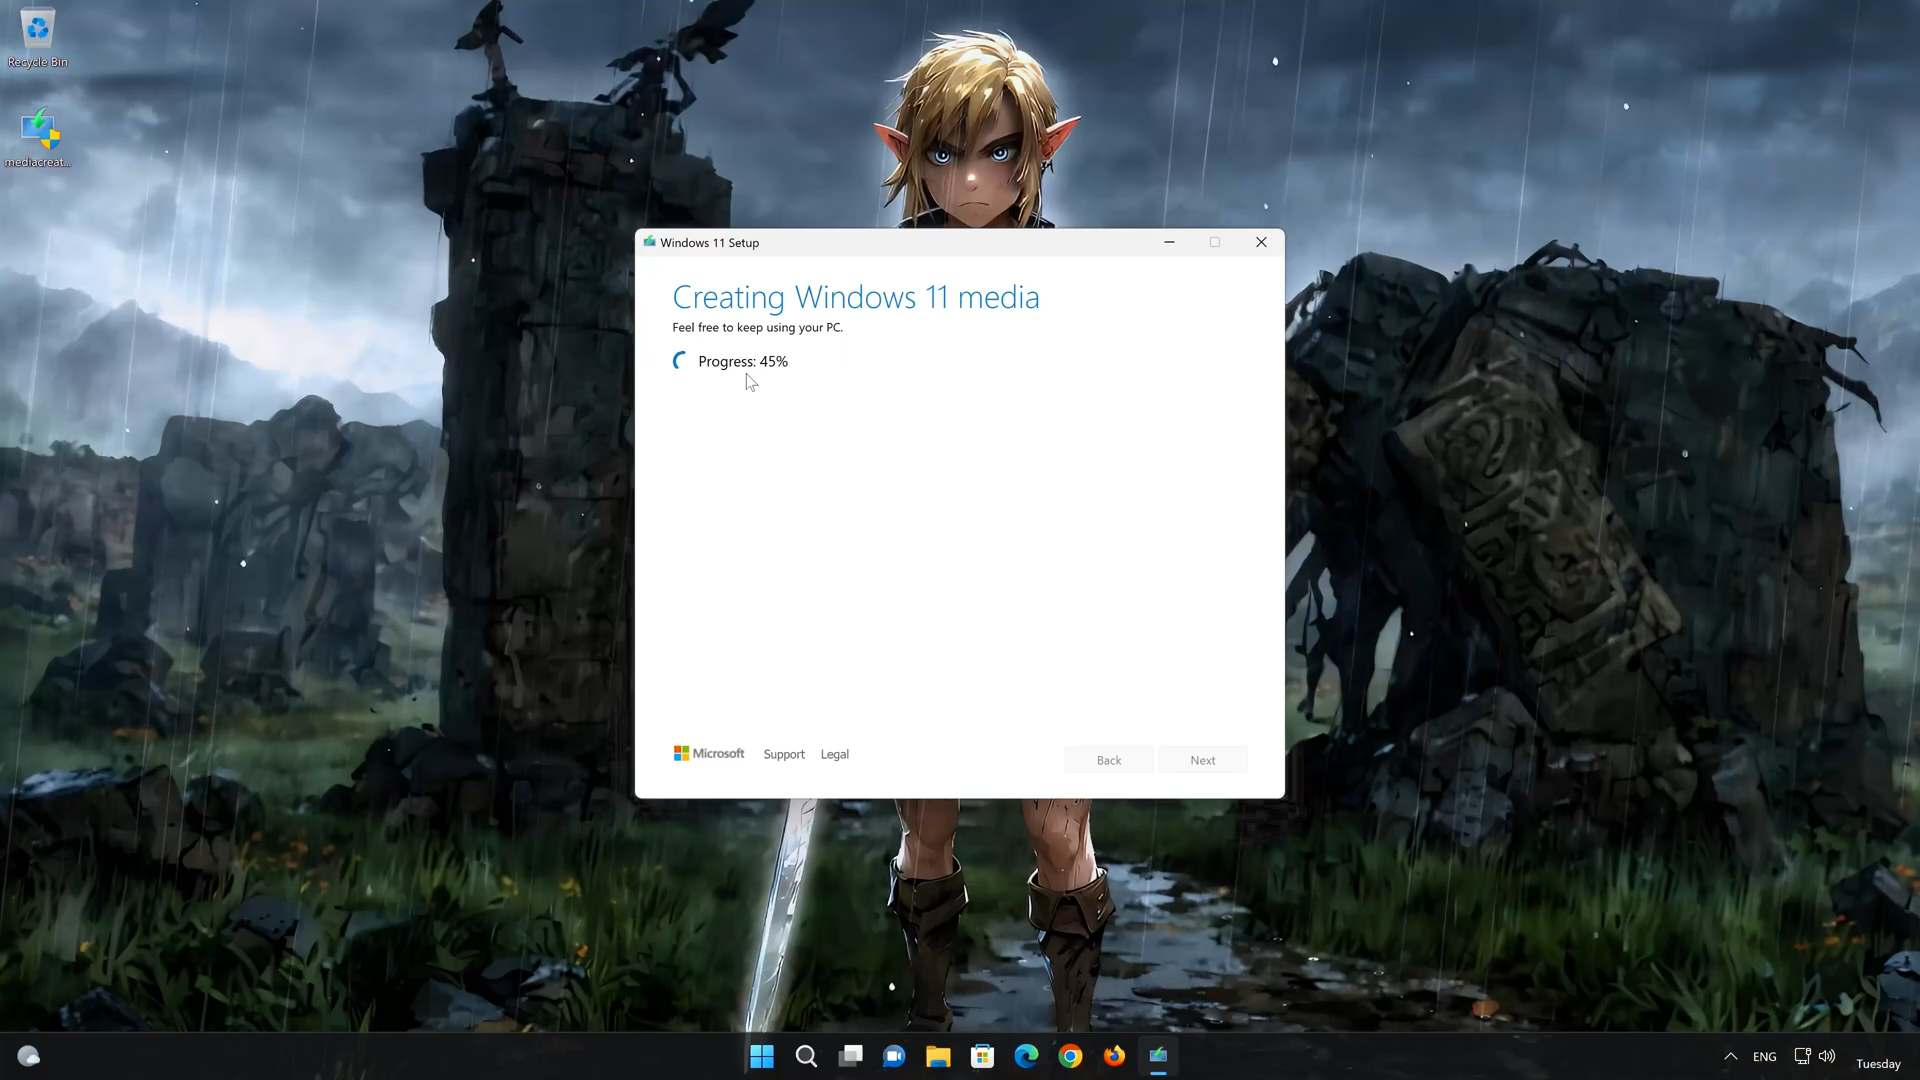 Recycle Bin
mediacreat...
Windows 11 Setup
Creating Windows 11 media
Feel free to keep using your PC.
Progress: 45%
Microsoft
Support
Legal
Back
Next
ENG
Tuesday